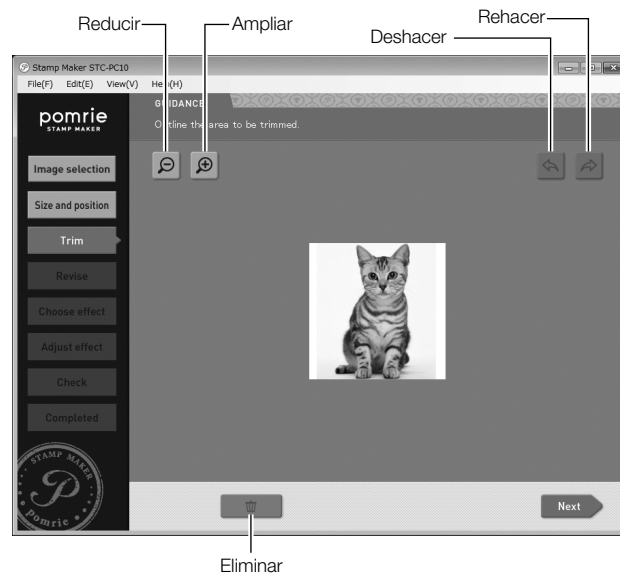 Reducir
Ampliar
Deshacer
Rehacer
Stamp Maker STC-PC10
File(F) Edit(E) View(V) Help(H)
pomrie
STAMP MAKER
GUIDANCE
Outline the area to be trimmed.
Image selection
Size and position
Trim
Revise
Choose effect
Adjust effect
Check
Completed
STAMP MAKER
P
pomrie
Next
Eliminar